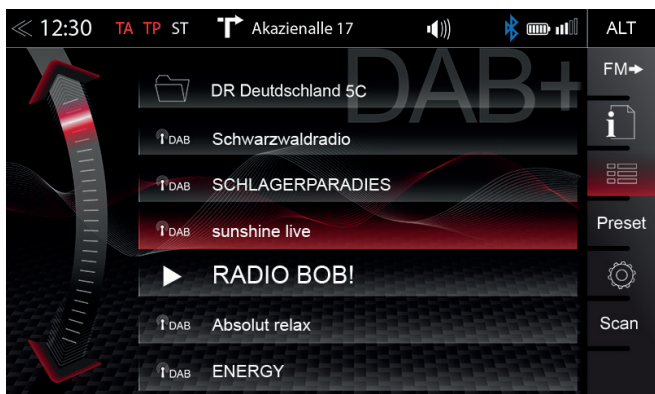 12:30 TA TP ST Akazienalle 17 ALT
DAB+
FM
DR Deutdschland 5C
i
DAB Schwarzwaldradio
DAB SCHLAGERPARADIES
DAB sunshine live
Preset
RADIO BOB!
DAB Absolut relax
Scan
DAB ENERGY